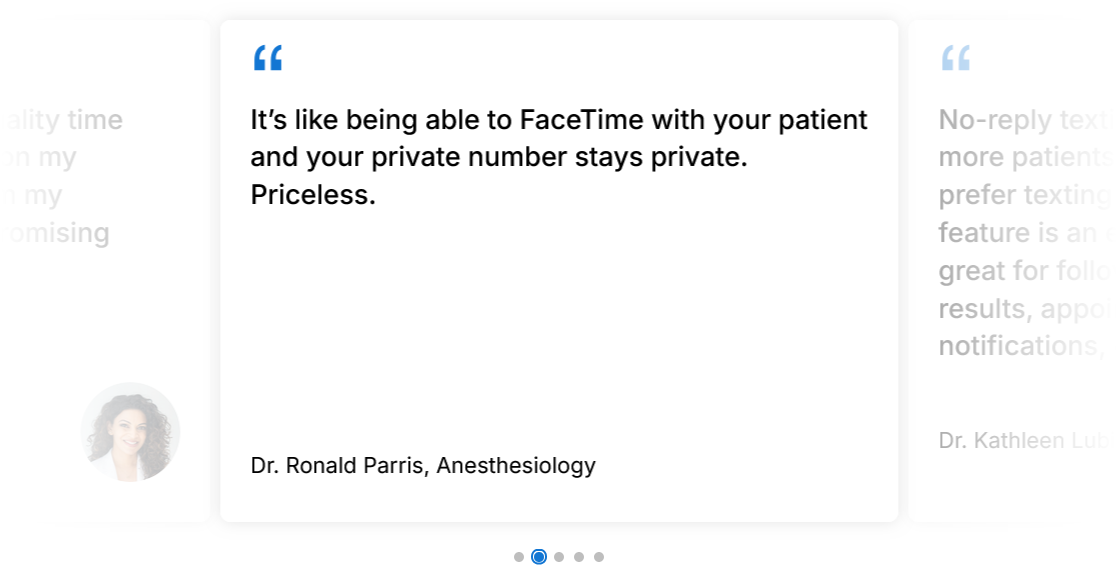 ality time
on my
my
omising
“
It’s like being able to FaceTime with your patient
and your private number stays private.
Priceless.
Dr. Ronald Parris, Anesthesiology
“
No-reply text
more patients
prefer texting
feature is an
great for follo
results, appoi
notifications,
Dr. Kathleen Lub